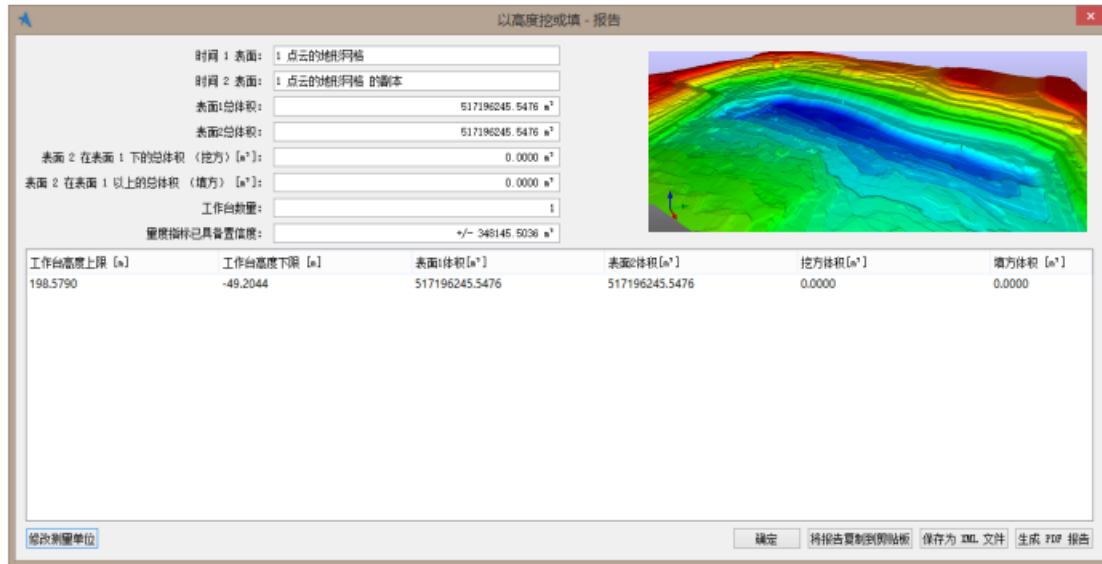 以高度挖或填 - 报告
时间 1 表面: 1 点云的地形网格
时间 2 表面: 1 点云的地形网格 的副本
表面1总体积: 517196245.5476 m³
表面2总体积: 517196245.5476 m³
表面 2 在表面 1 下的总体积 （挖方）[m³]: 0.0000 m³
表面 2 在表面 1 以上的总体积 （填方） [m³]: 0.0000 m³
工作台数量: 1
量度指标已具备置信度: +/- 348145.5036 m³
工作台高度上限 [m] 工作台高度下限 [m] 表面1体积[m³] 表面2体积[m³] 挖方体积[m³] 填方体积 [m³]
198.5790 -49.2044 517196245.5476 517196245.5476 0.0000 0.0000
修改测量单位 确定 将报告复制到剪贴板 保存为 XML 文件 生成 PDF 报告